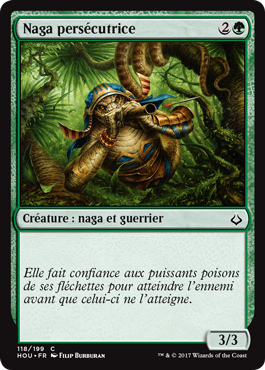 Naga persécutrice 2
Créature : naga et guerrier
Elle fait confiance aux puissants poisons
de ses fléchettes pour atteindre l'ennemi
avant que celui-ci ne l'atteigne.
3/3
118/199 C
HOU • FR Filip Burburan
™ & © 2017 Wizards of the Coast